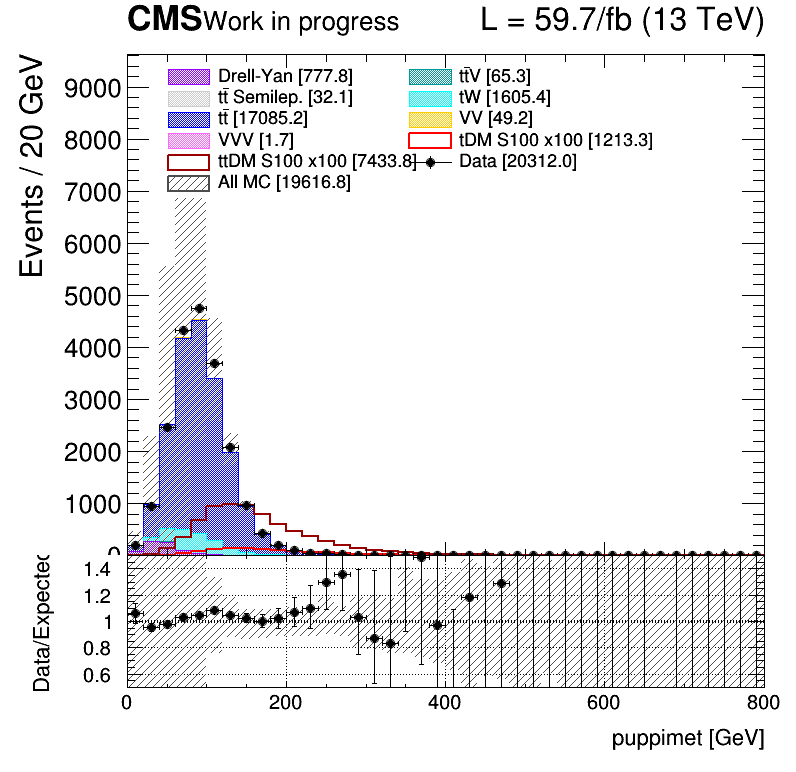 CMS Work in progress L = 59.7/fb (13 TeV)
Events / 20 GeV
9000
8000
7000
6000
5000
4000
3000
2000
1000
0
Drell-Yan [777.8]
tt̄V [65.3]
tt̄ Semilep. [32.1]
tW [1605.4]
tt̄ [17085.2]
VV [49.2]
VVV [1.7]
tDM S100 x100 [1213.3]
ttDM S100 x100 [7433.8]
Data [20312.0]
All MC [19616.8]
Data/Expected
1.4
1.2
1
0.8
0.6
0 200 400 600 800
puppimet [GeV]